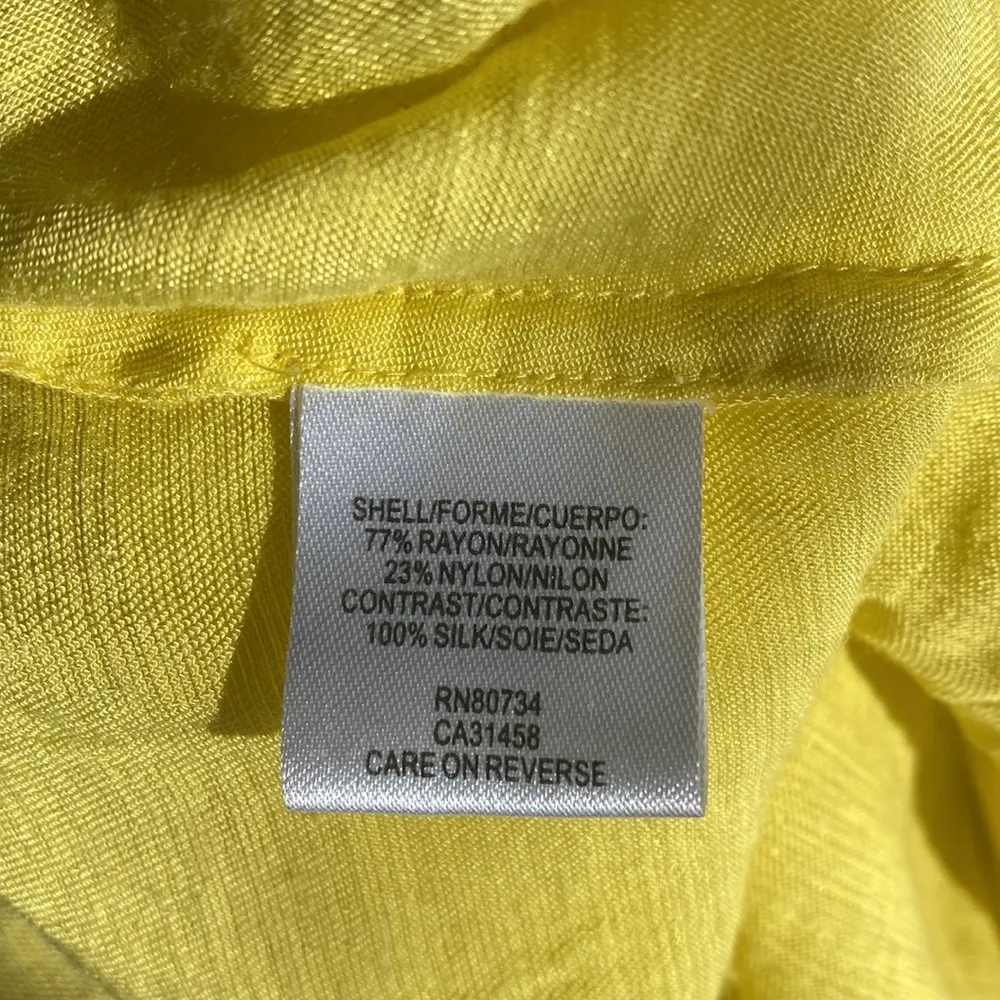 SHELL/FORME/CUERPO:
77% RAYON/RAYONNE
23% NYLON/NILON
CONTRAST/CONTRASTE:
100% SILK/SOIE/SEDA
RN80734
CA31458
CARE ON REVERSE